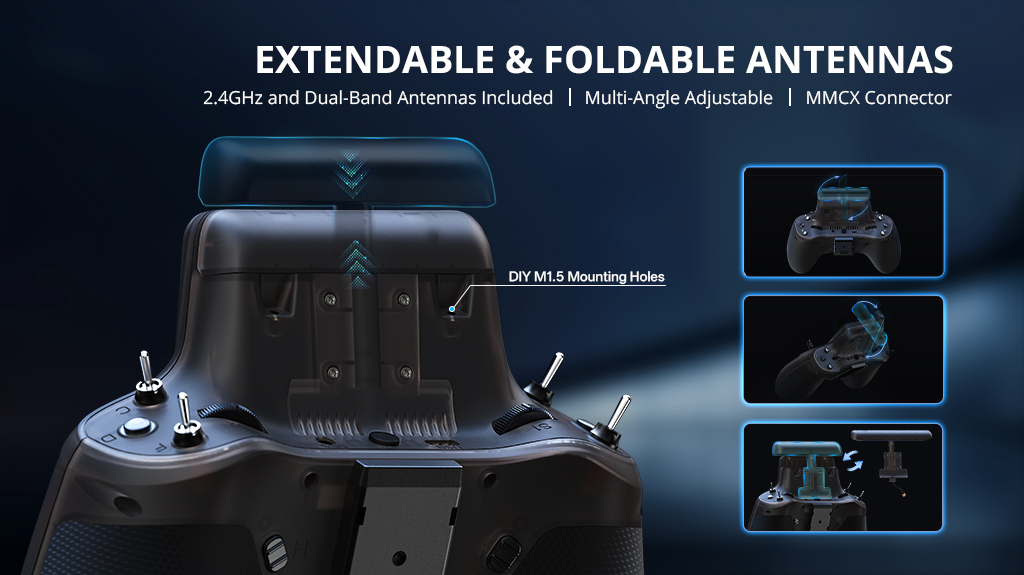 EXTENDABLE & FOLDABLE ANTENNAS
2.4GHz and Dual-Band Antennas Included | Multi-Angle Adjustable | MMCX Connector
DIY M1.5 Mounting Holes
C
D
S1
H